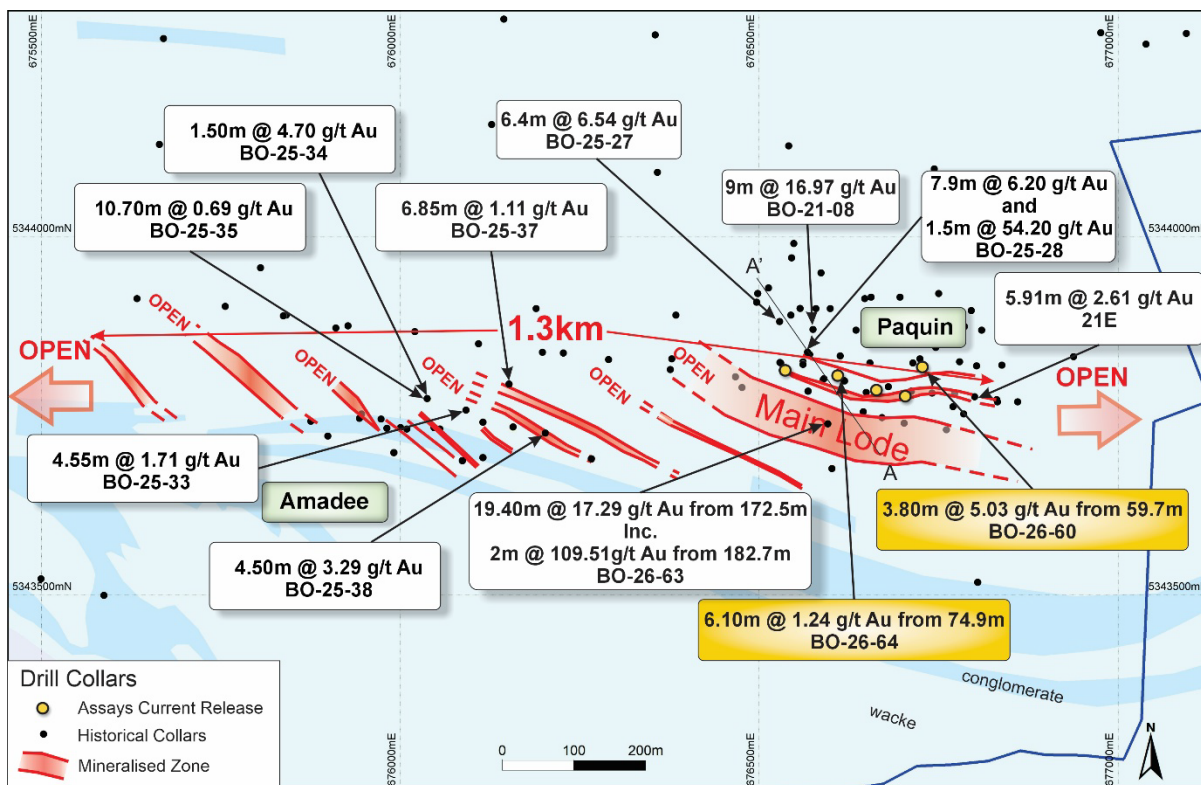 675500mE
676000mE
676500mE
677000mE
1.50m @ 4.70 g/t Au
BO-25-34
6.4m @ 6.54 g/t Au
BO-25-27
10.70m @ 0.69 g/t Au
BO-25-35
6.85m @ 1.11 g/t Au
BO-25-37
9m @ 16.97 g/t Au
BO-21-08
7.9m @ 6.20 g/t Au
and
1.5m @ 54.20 g/t Au
BO-25-28
5344000mN
5344000mN
A'
5.91m @ 2.61 g/t Au
21E
Paquin
OPEN
OPEN
1.3km
OPEN
OPEN
OPEN
OPEN
OPEN
OPEN
Main Lode
A
4.55m @ 1.71 g/t Au
BO-25-33
Amadee
4.50m @ 3.29 g/t Au
BO-25-38
19.40m @ 17.29 g/t Au from 172.5m
Inc.
2m @ 109.51g/t Au from 182.7m
BO-26-63
3.80m @ 5.03 g/t Au from 59.7m
BO-26-60
6.10m @ 1.24 g/t Au from 74.9m
BO-26-64
5343500mN
5343500mN
conglomerate
wacke
Drill Collars
Assays Current Release
Historical Collars
Mineralised Zone
0
100
200m
N
675500mE
676000mE
676500mE
677000mE